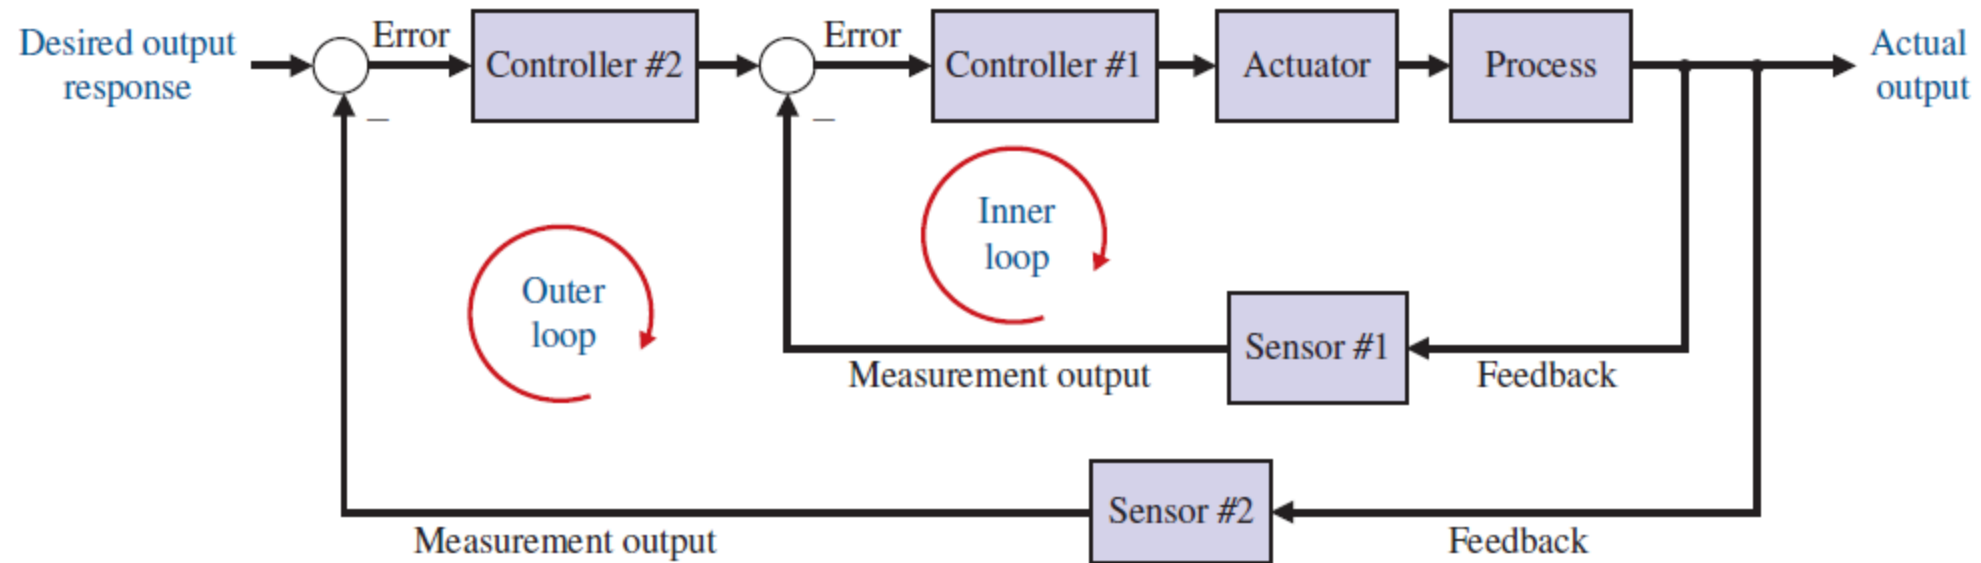 Desired output
response
Error
Controller #2
Error
Controller #1
Actuator
Process
Actual
output
–
–
Inner
loop
Outer
loop
Sensor #1
Measurement output
Feedback
Sensor #2
Measurement output
Feedback